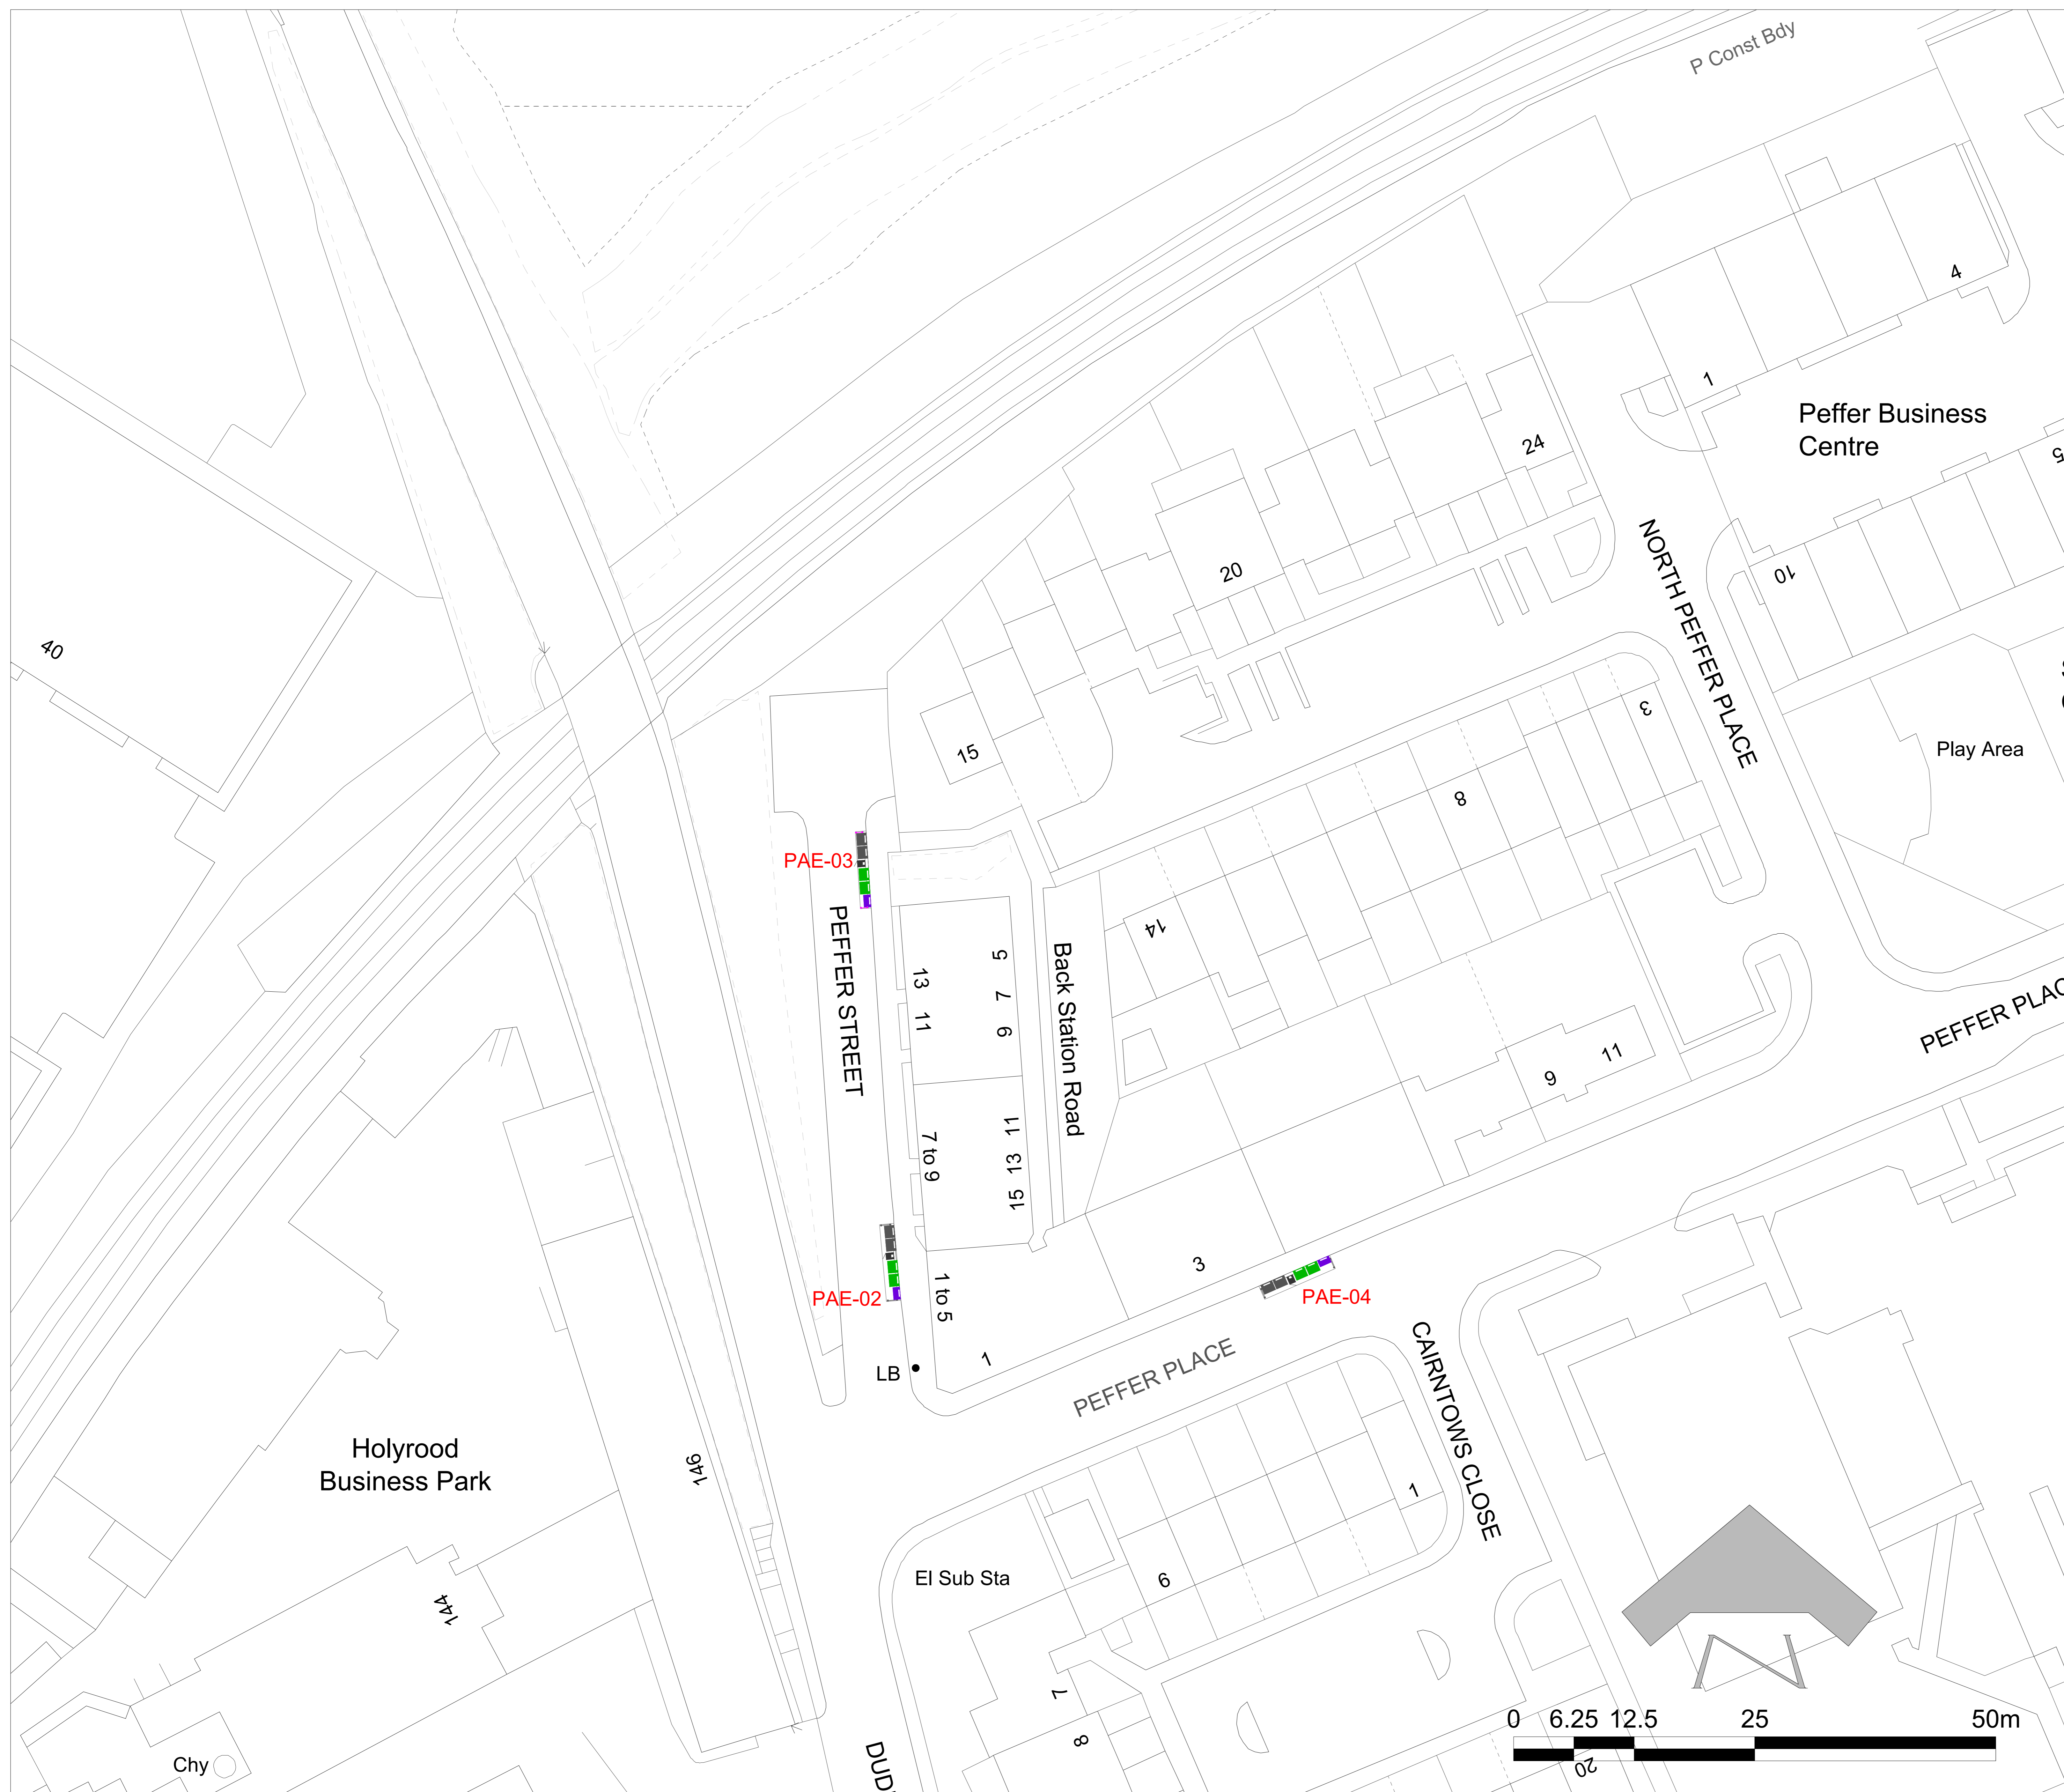 P Const Bdy
4
1
Peffer Business
Centre
24
20
NORTH PEFFER PLACE
10
5
40
15
3
8
Play Area
PAE-03
PEFFER STREET
14
13
11
5
7
9
Back Station Road
PEFFER PLAC
9
11
7 to 9
11
13
15
PAE-02
1 to 5
3
PAE-04
LB
1
PEFFER PLACE
CAIRNTOWS CLOSE
Holyrood
Business Park
146
1
El Sub Sta
6
144
7
8
Chy
DUD
0 6.25 12.5 25 50m
20